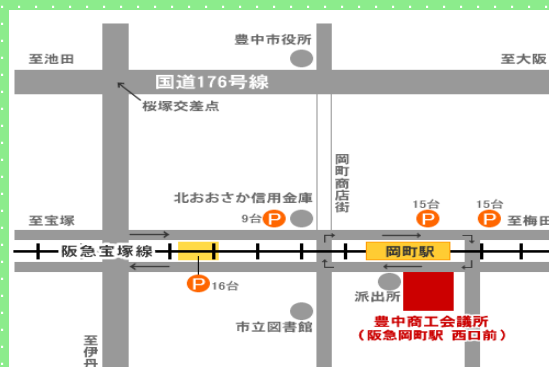 豊中市役所
至池田
至大阪
国道176号線
桜塚交差点
岡町商店街
北おおさか信用金庫
9台 P
15台
P
15台
P
至宝塚
至梅田
阪急宝塚線
岡町駅
P 16台
派出所
市立図書館
豊中商工会議所
(阪急岡町駅 西口前)
至伊丹